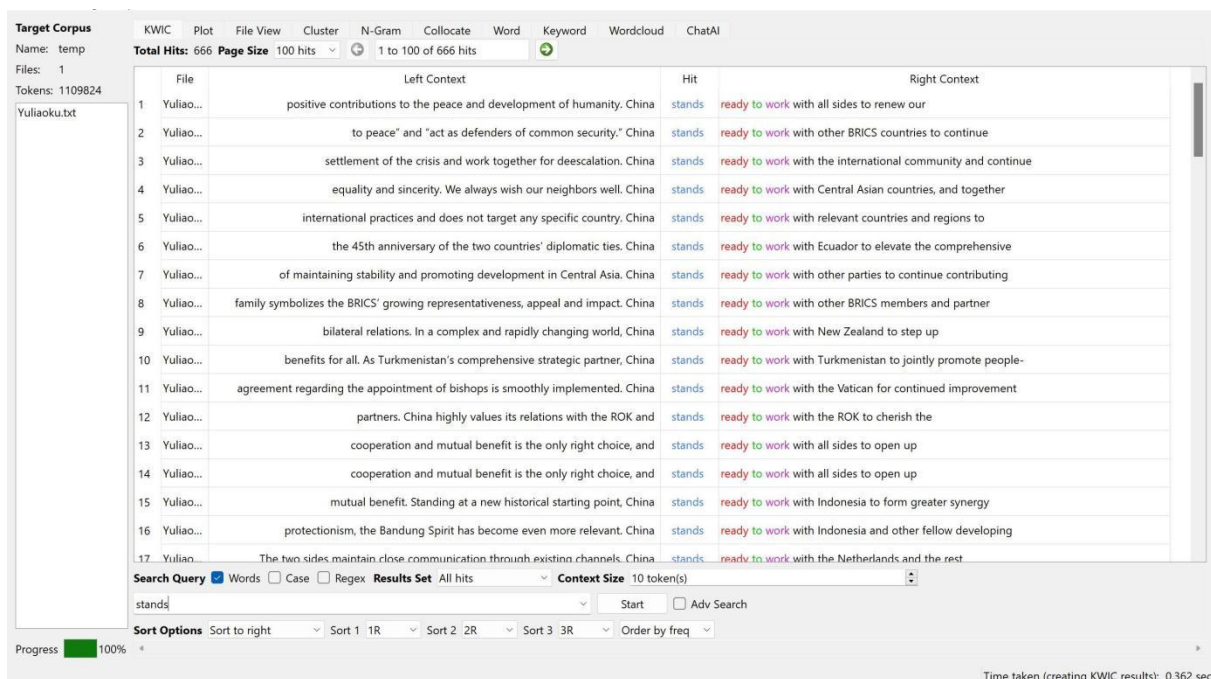 Target Corpus
Name: temp
Files: 1
Tokens: 1109824
Yuliaoku.txt
KWIC Plot File View Cluster N-Gram Collocate Word Keyword Wordcloud ChatAI
Total Hits: 666 Page Size 100 hits 1 to 100 of 666 hits
File Left Context Hit Right Context
1 Yuliao... positive contributions to the peace and development of humanity. China stands ready to work with all sides to renew our
2 Yuliao... to peace” and “act as defenders of common security.” China stands ready to work with other BRICS countries to continue
3 Yuliao... settlement of the crisis and work together for deescalation. China stands ready to work with the international community and continue
4 Yuliao... equality and sincerity. We always wish our neighbors well. China stands ready to work with Central Asian countries, and together
5 Yuliao... international practices and does not target any specific country. China stands ready to work with relevant countries and regions to
6 Yuliao... the 45th anniversary of the two countries’ diplomatic ties. China stands ready to work with Ecuador to elevate the comprehensive
7 Yuliao... of maintaining stability and promoting development in Central Asia. China stands ready to work with other parties to continue contributing
8 Yuliao... family symbolizes the BRICS’ growing representativeness, appeal and impact. China stands ready to work with other BRICS members and partner
9 Yuliao... bilateral relations. In a complex and rapidly changing world, China stands ready to work with New Zealand to step up
10 Yuliao... benefits for all. As Turkmenistan’s comprehensive strategic partner, China stands ready to work with Turkmenistan to jointly promote people-
11 Yuliao... agreement regarding the appointment of bishops is smoothly implemented. China stands ready to work with the Vatican for continued improvement
12 Yuliao... partners. China highly values its relations with the ROK and stands ready to work with the ROK to cherish the
13 Yuliao... cooperation and mutual benefit is the only right choice, and stands ready to work with all sides to open up
14 Yuliao... cooperation and mutual benefit is the only right choice, and stands ready to work with all sides to open up
15 Yuliao... mutual benefit. Standing at a new historical starting point, China stands ready to work with Indonesia to form greater synergy
16 Yuliao... protectionism, the Bandung Spirit has become even more relevant. China stands ready to work with Indonesia and other fellow developing
17 Yuliao... The two sides maintain close communication through existing channels. China stands ready to work with the Netherlands and the rest
Search Query Words Case Regex Results Set All hits Context Size 10 token(s)
stands Start Adv Search
Sort Options Sort to right Sort 1 1R Sort 2 2R Sort 3 3R Order by freq
Progress 100%
Time taken (creating KWIC results): 0.362 sec